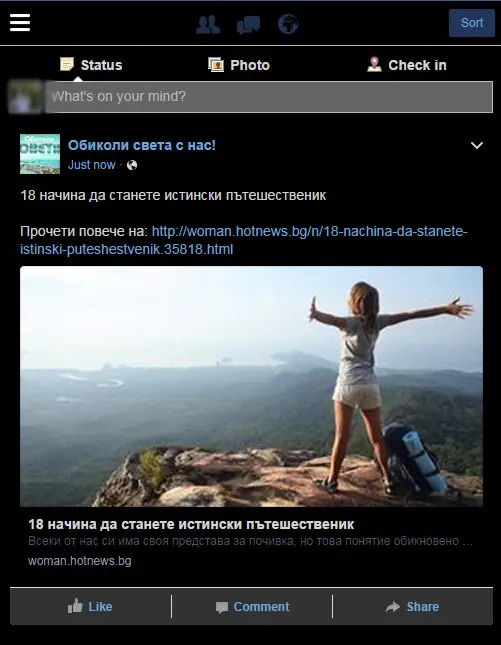 Sort
Status
Photo
Check in
What's on your mind?
Обиколи
СВЕТА
Обиколи света с нас!
Just now ·
18 начина да станете истински пътешественик
Прочети повече на: http://woman.hotnews.bg/n/18-nachina-da-stanete-
istinski-puteshestvenik.35818.html
18 начина да станете истински пътешественик
Всеки от нас си има своя представа за почивка, но това понятие обикновено ...
woman.hotnews.bg
Like
Comment
Share